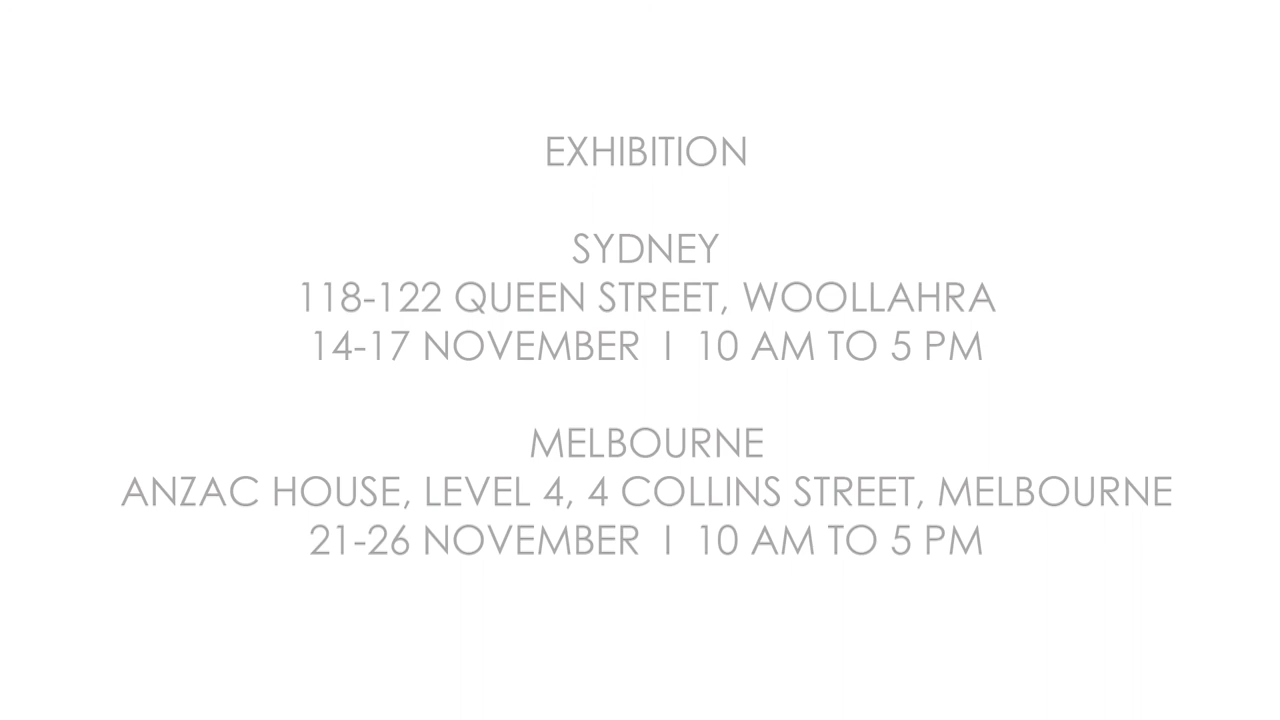 EXHIBITION
SYDNEY
118-122 QUEEN STREET, WOOLLAHRA
14-17 NOVEMBER I 10 AM TO 5 PM
MELBOURNE
ANZAC HOUSE, LEVEL 4, 4 COLLINS STREET, MELBOURNE
21-26 NOVEMBER I 10 AM TO 5 PM